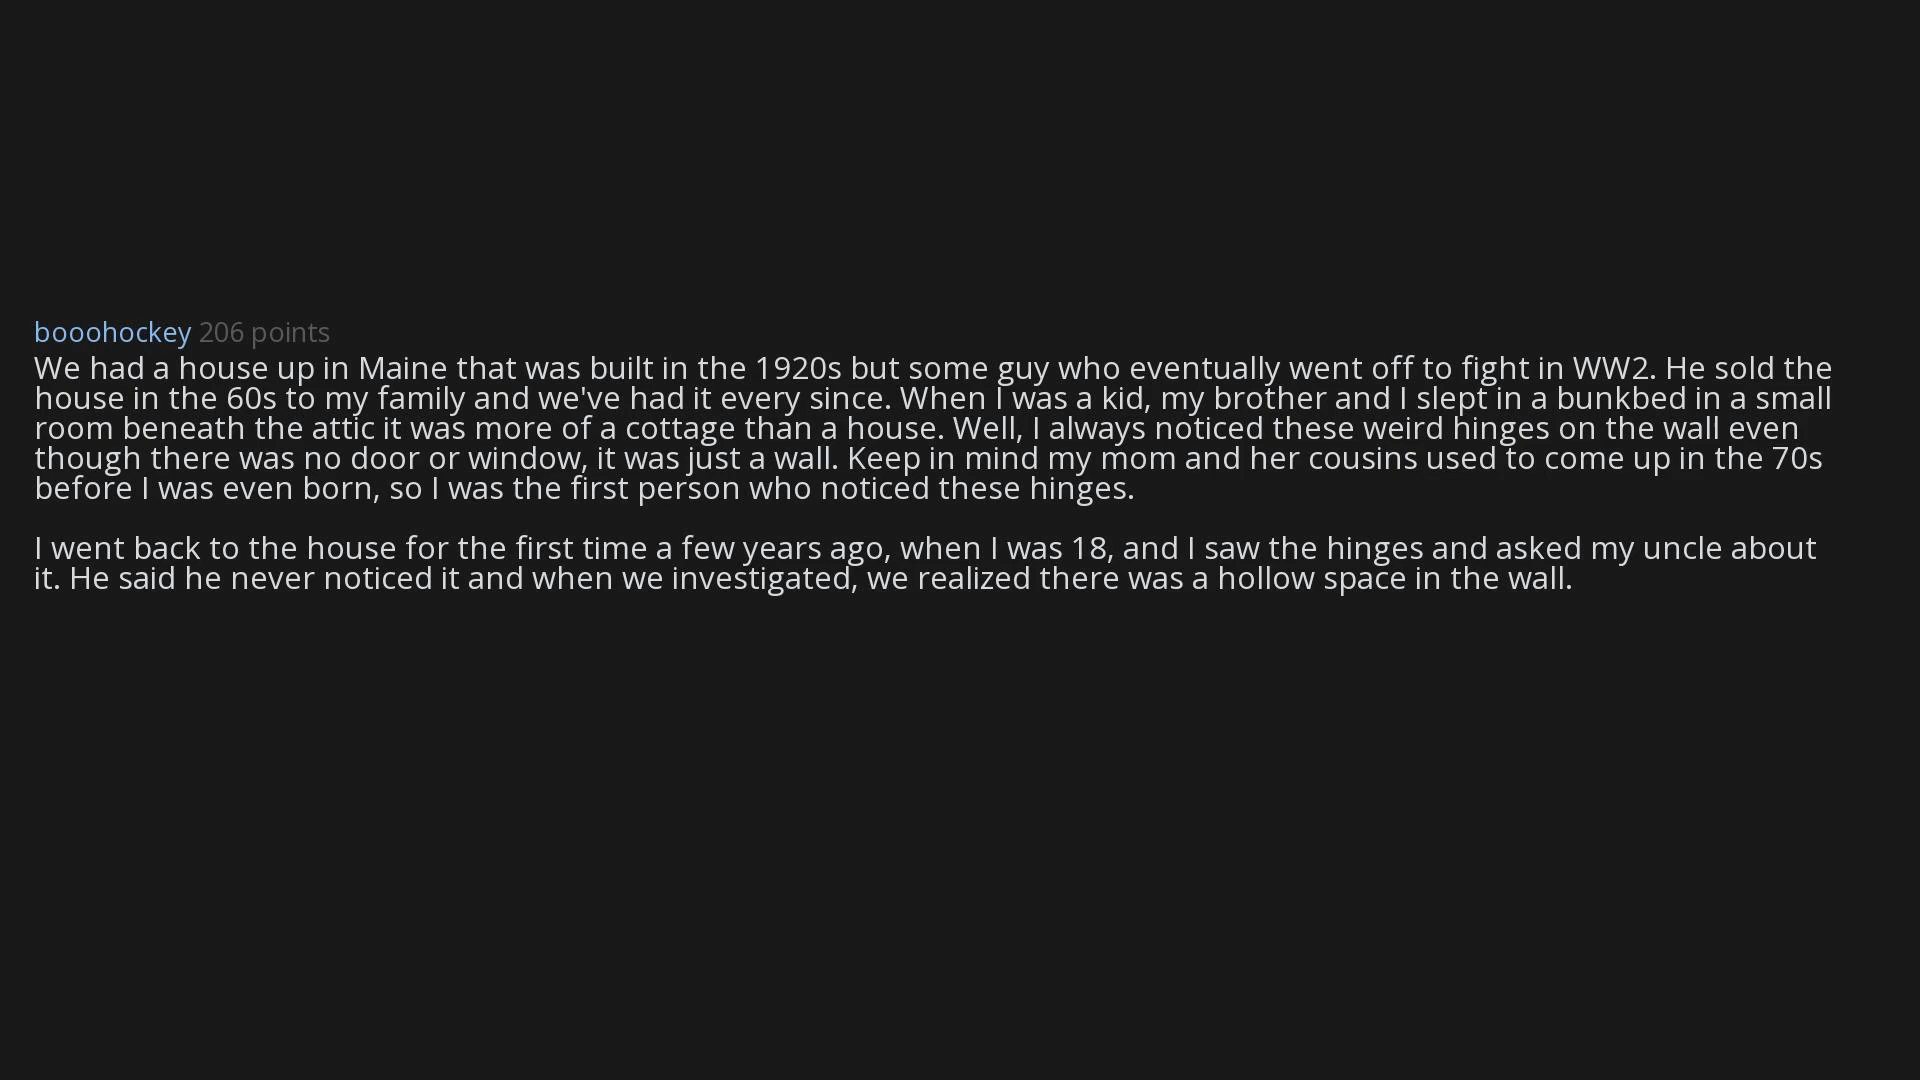 booohockey 206 points
We had a house up in Maine that was built in the 1920s but some guy who eventually went off to fight in WW2. He sold the
house in the 60s to my family and we've had it every since. When I was a kid, my brother and I slept in a bunkbed in a small
room beneath the attic it was more of a cottage than a house. Well, I always noticed these weird hinges on the wall even
though there was no door or window, it was just a wall. Keep in mind my mom and her cousins used to come up in the 70s
before I was even born, so I was the first person who noticed these hinges.
I went back to the house for the first time a few years ago, when I was 18, and I saw the hinges and asked my uncle about
it. He said he never noticed it and when we investigated, we realized there was a hollow space in the wall.